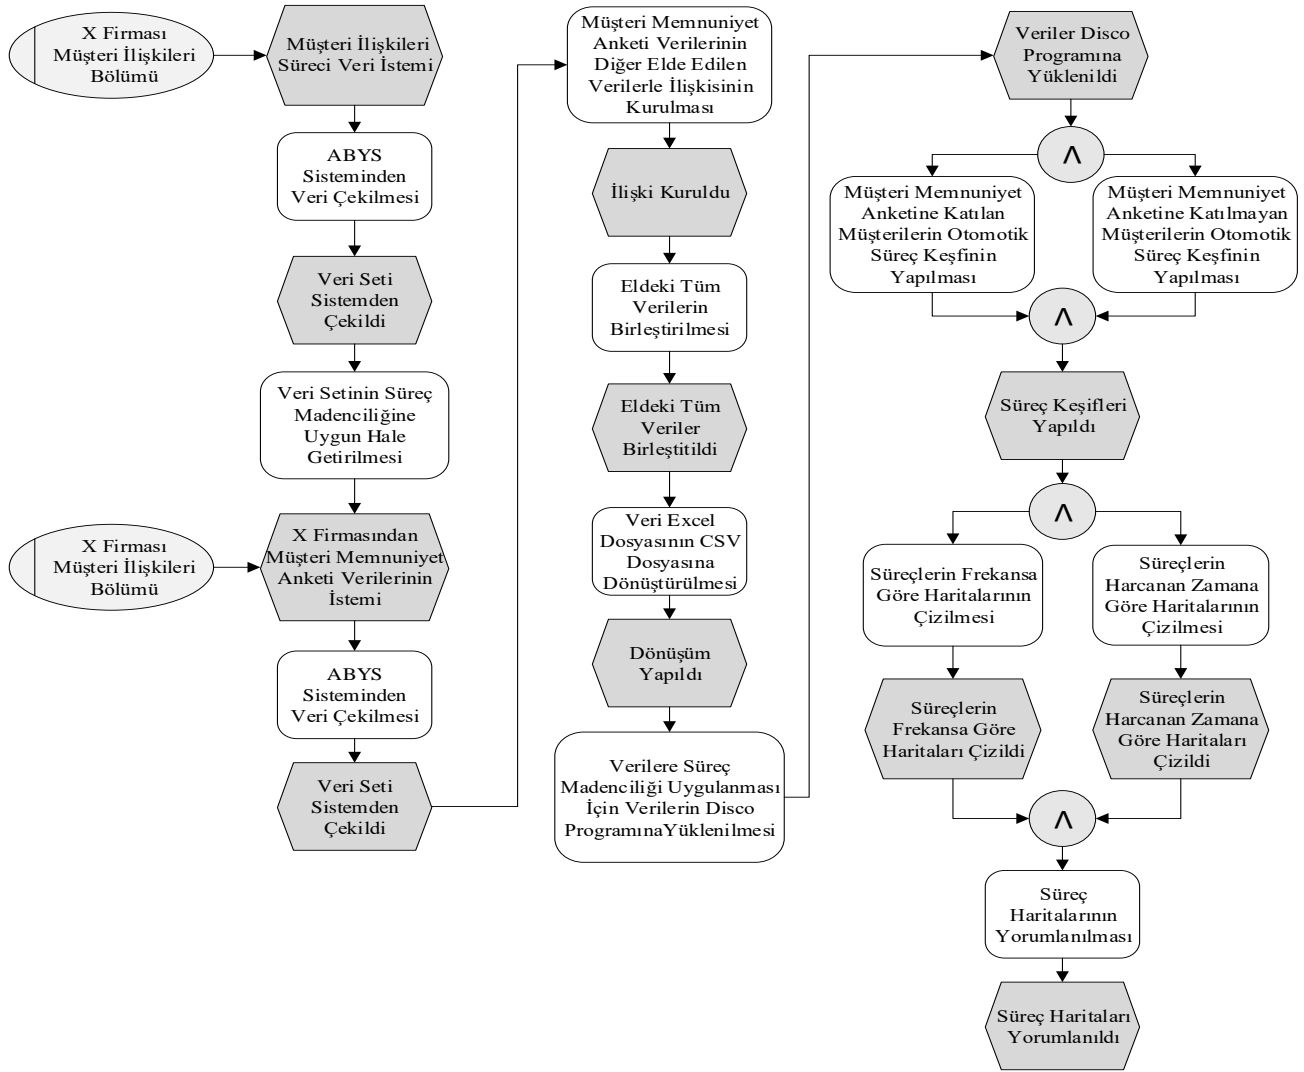 X Firması
Müşteri İlişkileri
Bölümü
Müşteri İlişkileri
Süreci Veri İstemi
ABYS
Sisteminden
Veri Çekilmesi
Veri Seti
Sistemden
Çekildi
Veri Setinin Süreç
Madenciliğine
Uygun Hale
Getirilmesi
X Firması
Müşteri İlişkileri
Bölümü
X Firmasından
Müşteri Memnuniyet
Anketi Verilerinin
İstemi
ABYS
Sisteminden
Veri Çekilmesi
Veri Seti
Sistemden
Çekildi
Müşteri Memnuniyet
Anketi Verilerinin
Diğer Elde Edilen
Verilerle İlişkisinin
Kurulması
İlişki Kuruldu
Eldeki Tüm
Verilerin
Birleştirilmesi
Eldeki Tüm
Veriler
Birleştitildi
Veri Excel
Dosyasının CSV
Dosyasına
Dönüştürülmesi
Dönüşüm
Yapıldı
Verilere Süreç
Madenciliği Uygulanması
İçin Verilerin Disco
ProgramınaYüklenilmesi
Veriler Disco
Programına
Yüklenildi
Λ
Müşteri Memnuniyet
Anketine Katılan
Müşterilerin Otomotik
Süreç Keşfinin
Yapılması
Müşteri Memnuniyet
Anketine Katılmayan
Müşterilerin Otomotik
Süreç Keşfinin
Yapılması
Λ
Süreç Keşifleri
Yapıldı
Λ
Süreçlerin Frekansa
Göre Haritalarının
Çizilmesi
Süreçlerin
Harcanan Zamana
Göre Haritalarının
Çizilmesi
Süreçlerin
Frekansa Göre
Haritaları Çizildi
Süreçlerin
Harcanan Zamana
Göre Haritaları
Çizildi
Λ
Süreç
Haritalarının
Yorumlanılması
Süreç Haritaları
Yorumlanıldı